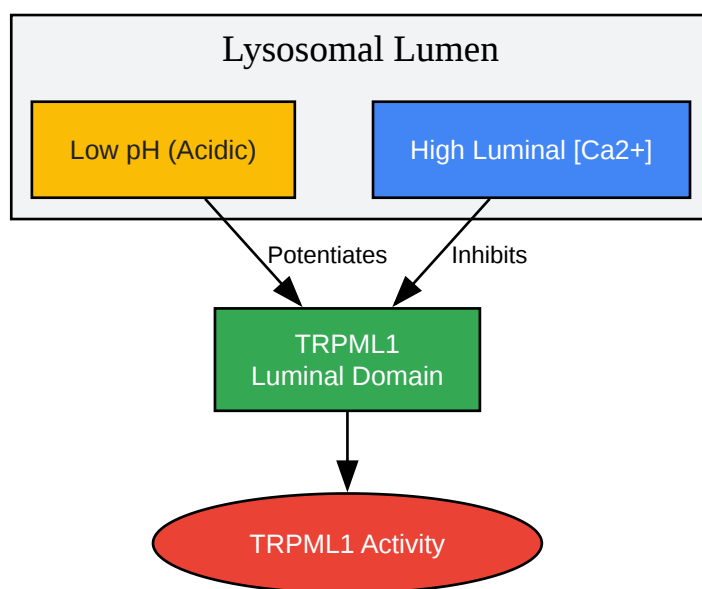 Lysosomal Lumen
Low pH (Acidic)
High Luminal [Ca2+]
Potentiates
Inhibits
TRPML1
Luminal Domain
TRPML1 Activity